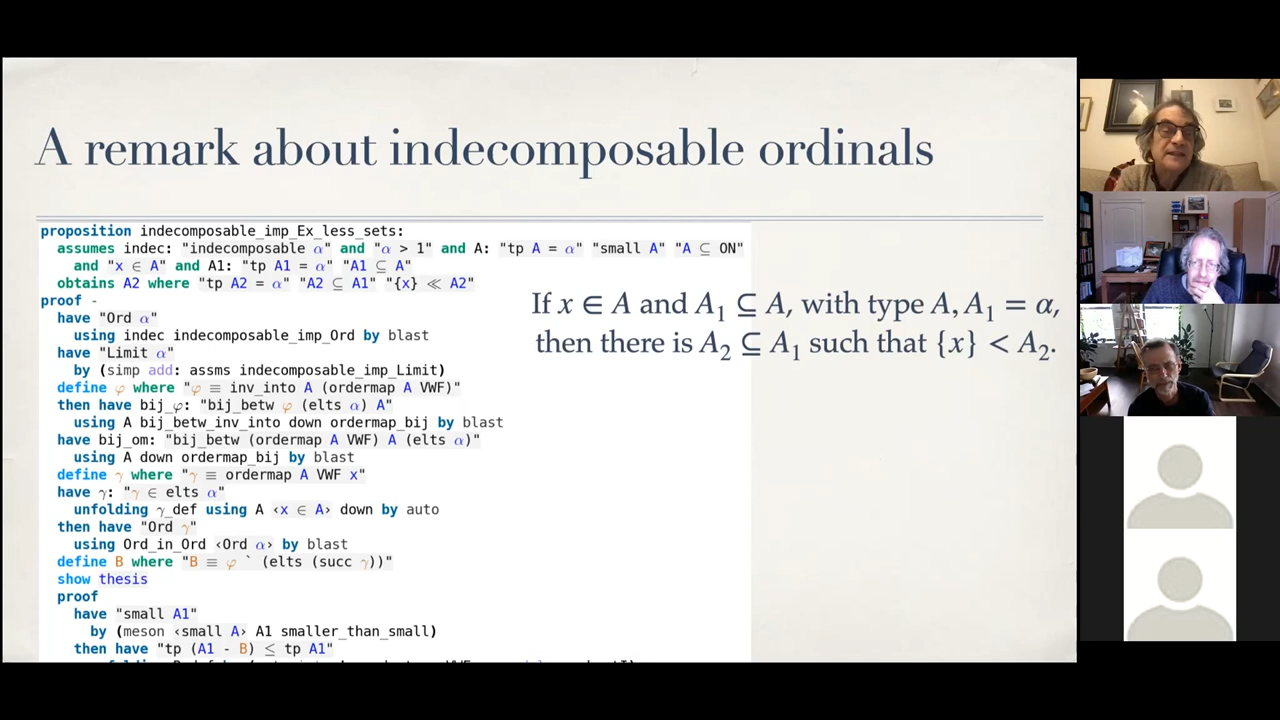 A remark about indecomposable ordinals
proposition indecomposable_imp_Ex_less_sets:
assumes indec: "indecomposable α" and "α > 1" and A: "tp A = α" "small A" "A ⊆ ON"
and "x ∈ A" and A1: "tp A1 = α" "A1 ⊆ A"
obtains A2 where "tp A2 = α" "A2 ⊆ A1" "{x} ≪ A2"
proof -
have "Ord α"
using indec indecomposable_imp_Ord by blast
have "Limit α"
by (simp add: assms indecomposable_imp_Limit)
define φ where "φ ≡ inv_into A (ordermap A VWF)"
then have bij_φ: "bij_betw φ (elts α) A"
using A bij_betw_inv_into down ordermap_bij by blast
have bij_om: "bij_betw (ordermap A VWF) A (elts α)"
using A down ordermap_bij by blast
define γ where "γ ≡ ordermap A VWF x"
have γ: "γ ∈ elts α"
unfolding γ_def using A ‹x ∈ A› down by auto
then have "Ord γ"
using Ord_in_Ord ‹Ord α› by blast
define B where "B ≡ φ ` (elts (succ γ))"
show thesis
proof
have "small A1"
by (meson ‹small A› A1 smaller_than_small)
then have "tp (A1 - B) ≤ tp A1"
If x ∈ A and A₁ ⊆ A, with type A, A₁ = α,
then there is A₂ ⊆ A₁ such that {x} < A₂.